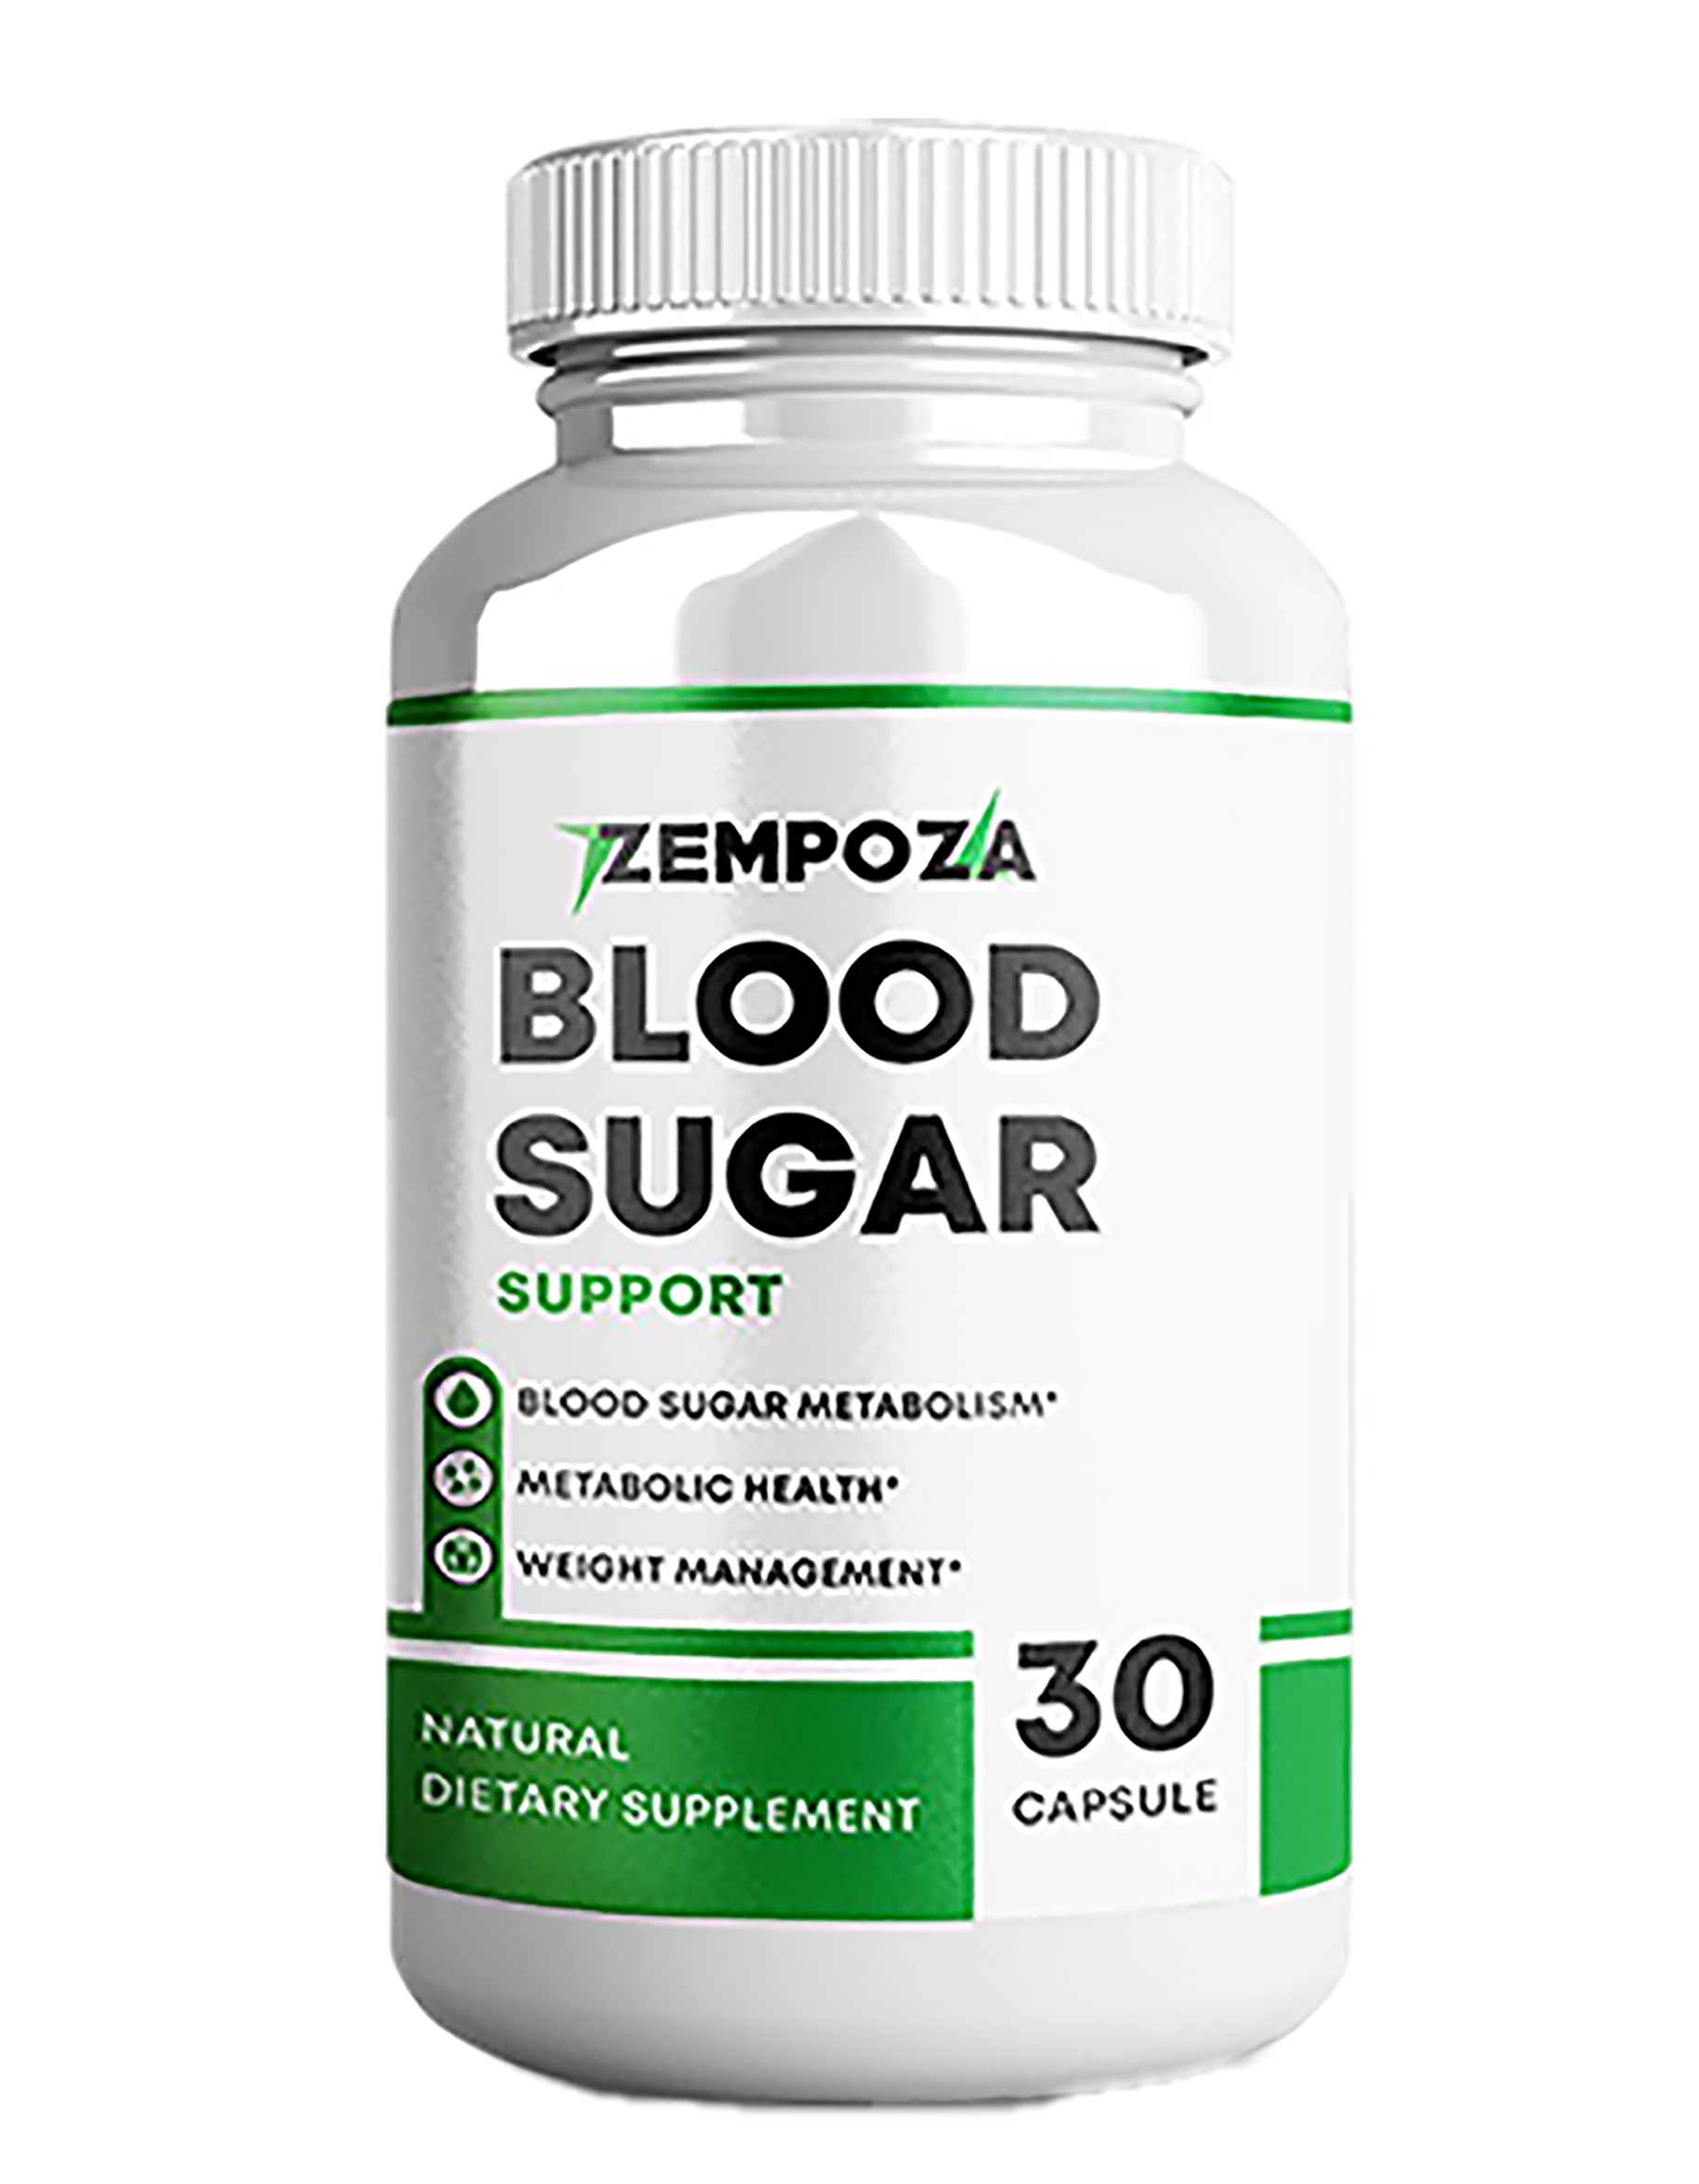 ZEMPOZA
BLOOD
SUGAR
SUPPORT
BLOOD SUGAR METABOLISM*
METABOLIC HEALTH*
WEIGHT MANAGEMENT*
NATURAL
DIETARY SUPPLEMENT
30
CAPSULE